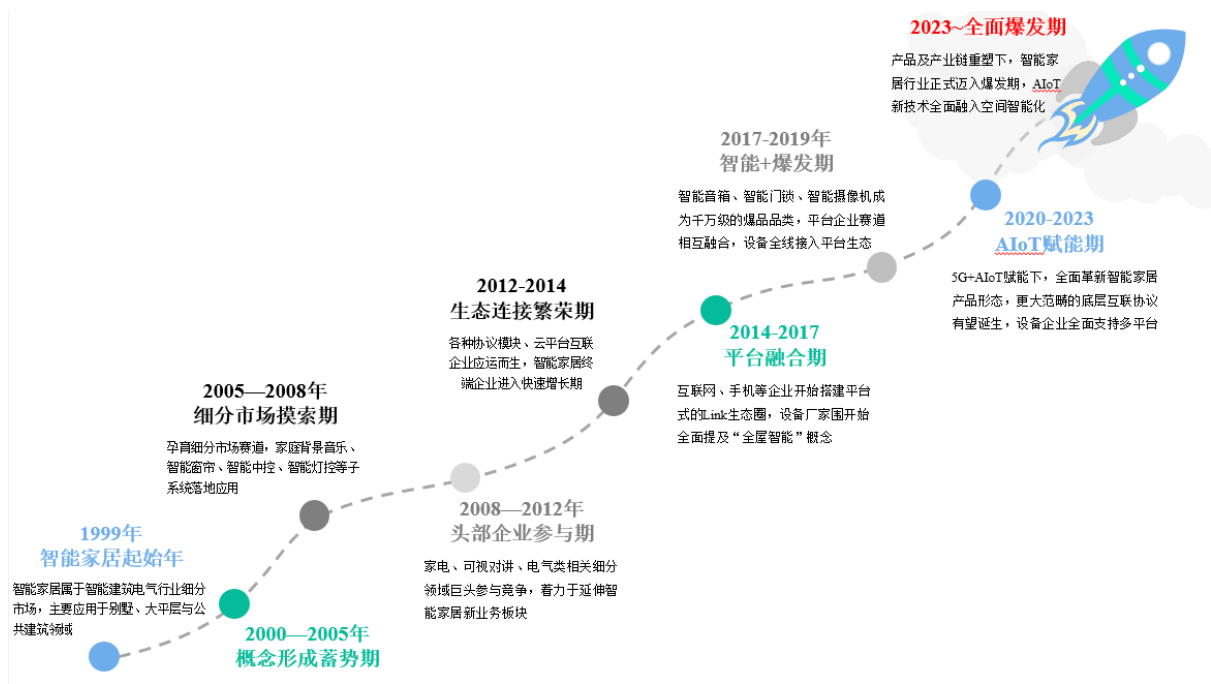 1999年
智能家居起始年
智能家居属于智能建筑电气行业细分
市场，主要应用于别墅、大平层与公
共建筑领域
2000—2005年
概念形成蓄势期
2005—2008年
细分市场摸索期
孕育细分市场赛道，家庭背景音乐、
智能窗帘、智能中控、智能灯控等子
系统落地应用
2008—2012年
头部企业参与期
家电、可视对讲、电气类相关细分
领域巨头参与竞争，着力于延伸智
能家居新业务板块
2012-2014
生态连接繁荣期
各种协议模块、云平台互联
企业应运而生，智能家居终
端企业进入快速增长期
2014-2017
平台融合期
互联网、手机等企业开始搭建平台
式的Link生态圈，设备厂家围开始
全面提及“全屋智能”概念
2017-2019年
智能+爆发期
智能音箱、智能门锁、智能摄像机成
为千万级的爆品品类，平台企业赛道
相互融合，设备全线接入平台生态
2020-2023
AIoT赋能期
5G+AIoT赋能下，全面革新智能家居
产品形态，更大范畴的底层互联协议
有望诞生，设备企业全面支持多平台
2023~全面爆发期
产品及产业链重塑下，智能家
居行业正式迈入爆发期，AIoT
新技术全面融入空间智能化